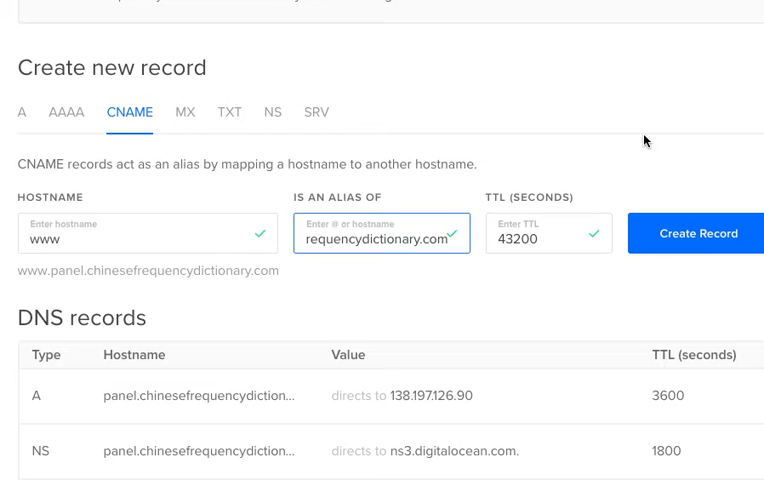 Create new record
A AAAA CNAME MX TXT NS SRV
CNAME records act as an alias by mapping a hostname to another hostname.
HOSTNAME IS AN ALIAS OF TTL (SECONDS)
Enter hostname Enter @ or hostname Enter TTL
www requencydictionary.com 43200 Create Record
www.panel.chinesefrequencydictionary.com
DNS records
Type Hostname Value TTL (seconds)
A panel.chinesefrequencydiction... directs to 138.197.126.90 3600
NS panel.chinesefrequencydiction... directs to ns3.digitalocean.com. 1800